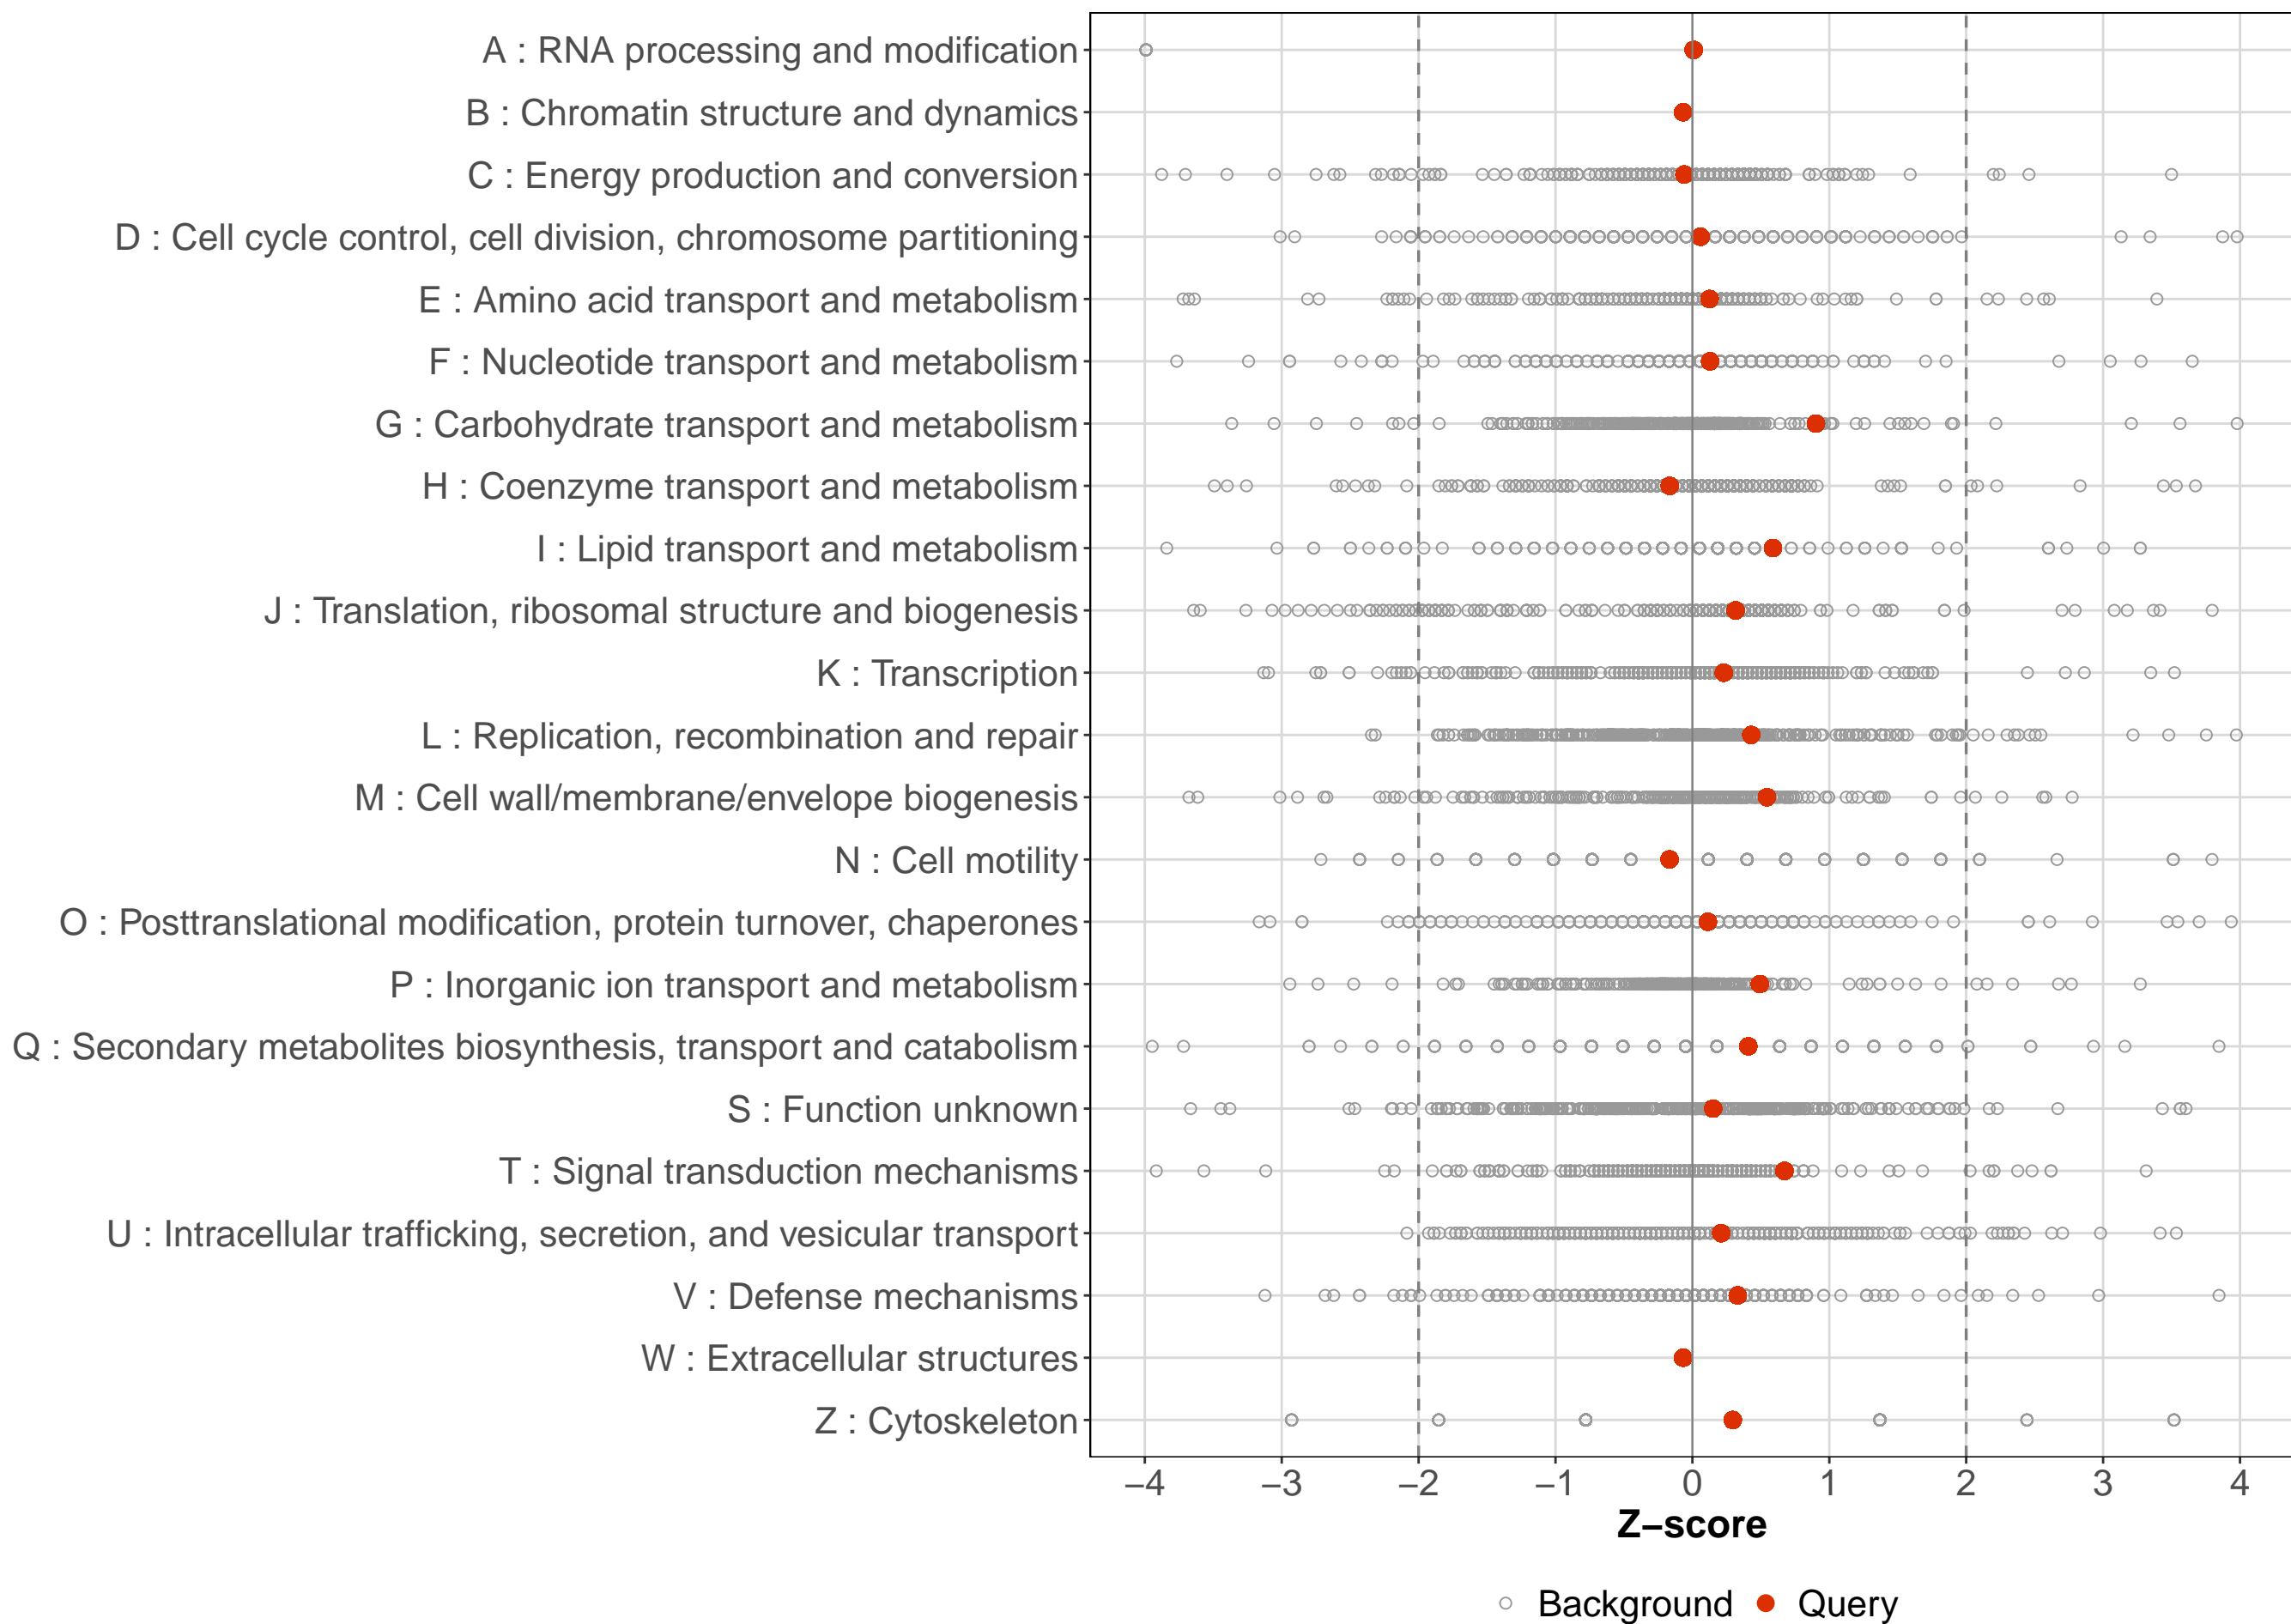 A : RNA processing and modification
B : Chromatin structure and dynamics
C : Energy production and conversion
D : Cell cycle control, cell division, chromosome partitioning
E : Amino acid transport and metabolism
F : Nucleotide transport and metabolism
G : Carbohydrate transport and metabolism
H : Coenzyme transport and metabolism
I : Lipid transport and metabolism
J : Translation, ribosomal structure and biogenesis
K : Transcription
L : Replication, recombination and repair
M : Cell wall/membrane/envelope biogenesis
N : Cell motility
O : Posttranslational modification, protein turnover, chaperones
P : Inorganic ion transport and metabolism
Q : Secondary metabolites biosynthesis, transport and catabolism
S : Function unknown
T : Signal transduction mechanisms
U : Intracellular trafficking, secretion, and vesicular transport
V : Defense mechanisms
W : Extracellular structures
Z : Cytoskeleton
−4 −3 −2 −1 0 1 2 3 4
Z−score
Background Query